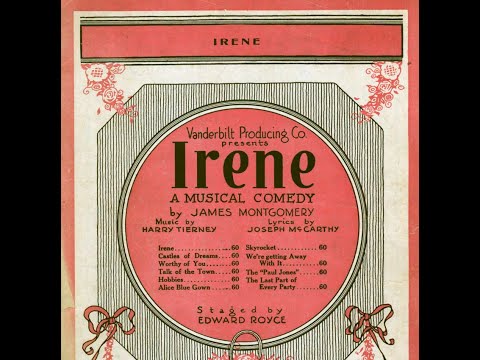 IRENE
Vanderbilt Producing Co.
presents
Irene
A MUSICAL COMEDY
by JAMES MONTGOMERY
Music by
HARRY TIERNEY
Lyrics by
JOSEPH McCARTHY
Irene..................60
Castles of Dreams....60
Worthy of You........60
Talk of the Town......60
Hobbies................60
Alice Blue Gown......60
Skyrocket.............60
We're getting Away
With It............60
The "Paul Jones"....60
The Last Part of
Every Party......60
Staged by
EDWARD ROYCE